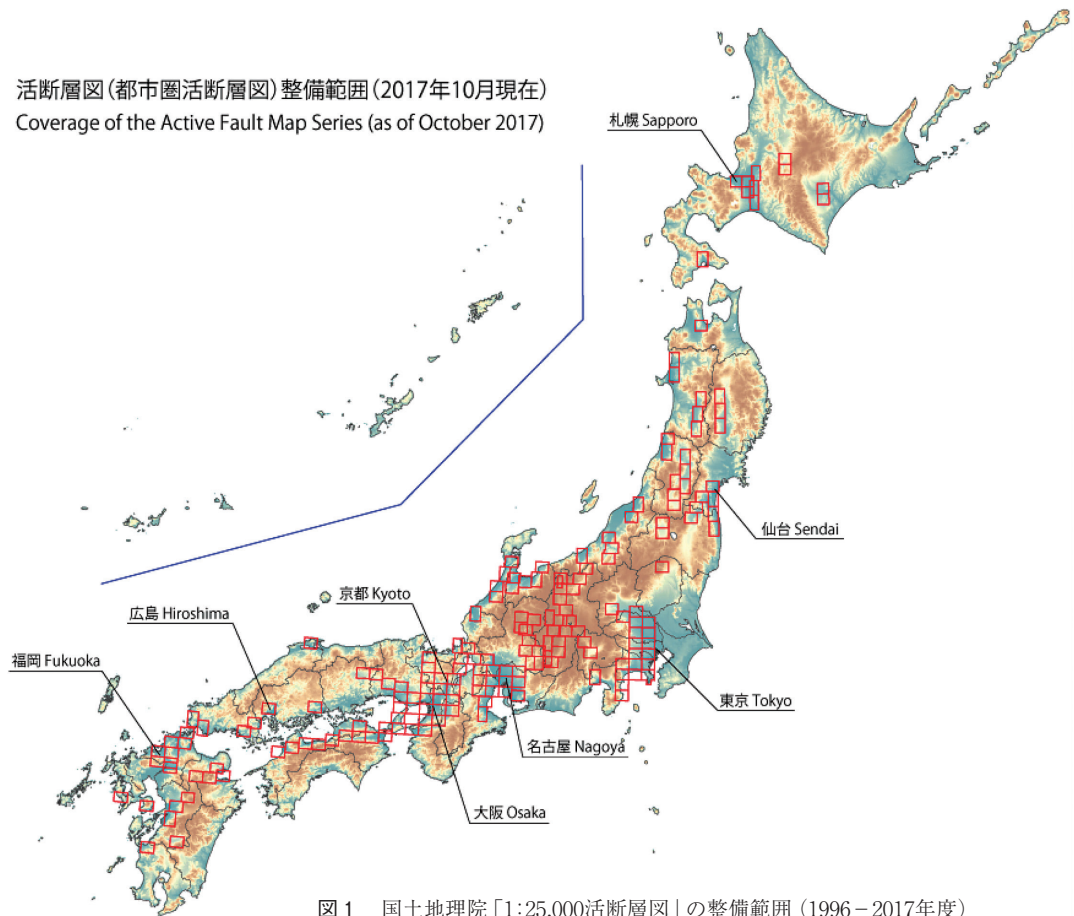 活断層図（都市圏活断層図）整備範囲（2017年10月現在）
Coverage of the Active Fault Map Series (as of October 2017)
札幌 Sapporo
仙台 Sendai
京都 Kyoto
広島 Hiroshima
福岡 Fukuoka
東京 Tokyo
名古屋 Nagoya
大阪 Osaka
図1 国土地理院「1:25,000活断層図」の整備範囲（1996－2017年度）